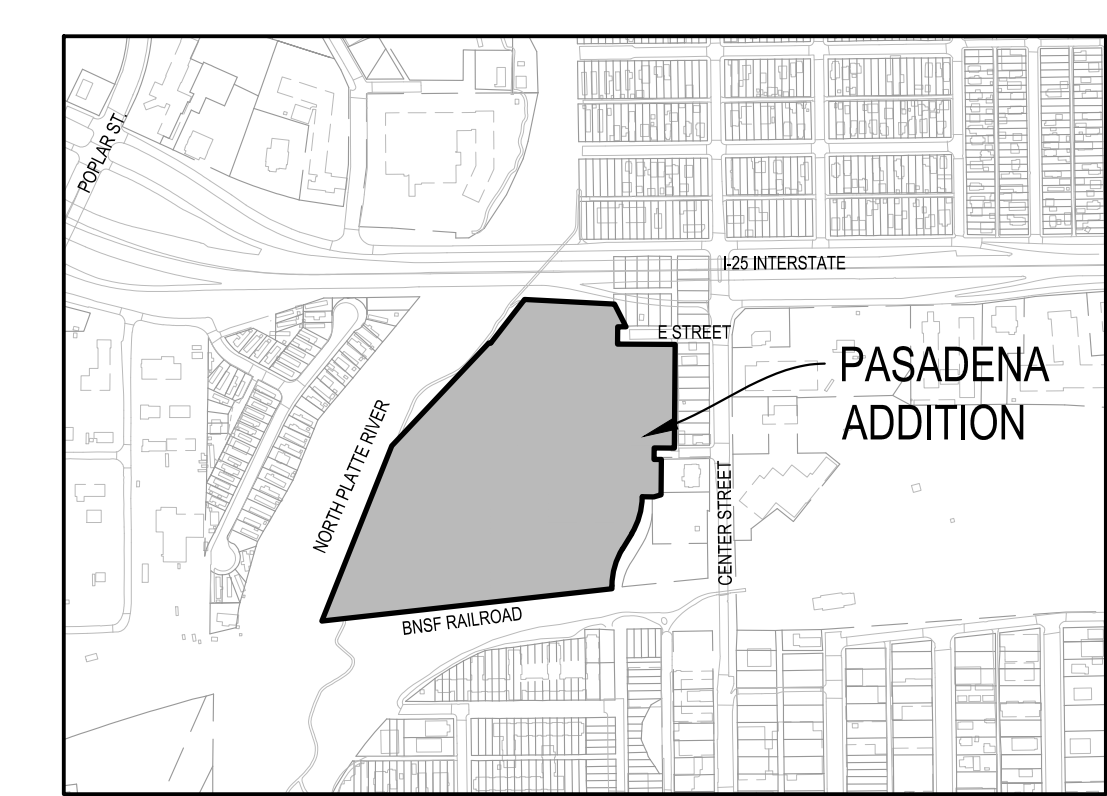 POPLAR ST.
I-25 INTERSTATE
E STREET
PASADENA
ADDITION
NORTH PLATTE RIVER
CENTER STREET
BNSF RAILROAD